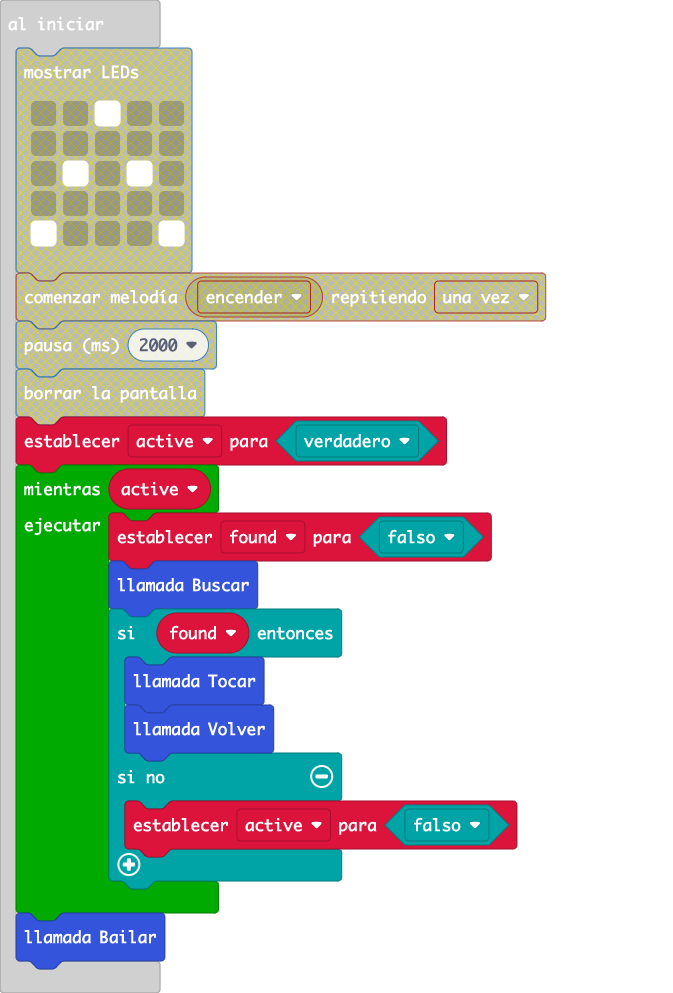 al iniciar
mostrar LEDs
comenzar melodía encender repitiendo una vez
pausa (ms) 2000
borrar la pantalla
establecer active para verdadero
mientras active
ejecutar
establecer found para falso
llamada Buscar
si found entonces
llamada Tocar
llamada Volver
si no
establecer active para falso
llamada Bailar